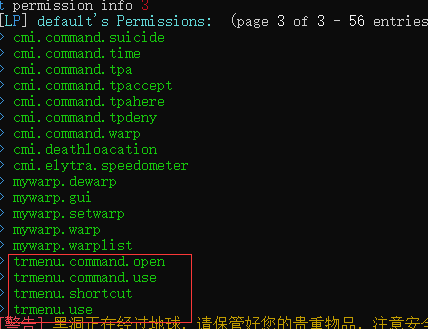 t permission info 3
[LP] default's Permissions:  (page 3 of 3 - 56 entries
> cmi.command.suicide
> cmi.command.time
> cmi.command.tpa
> cmi.command.tpaccept
> cmi.command.tpahere
> cmi.command.tpdeny
> cmi.command.warp
> cmi.deathloacation
> cmi.elytra.speedometer
> mywarp.dewarp
> mywarp.gui
> mywarp.setwarp
> mywarp.warp
> mywarp.warplist
> trmenu.command.open
> trmenu.command.use
> trmenu.shortcut
> trmenu.use
[警告] 黑洞正在经过地球，请保管好您的贵重物品，注意安全